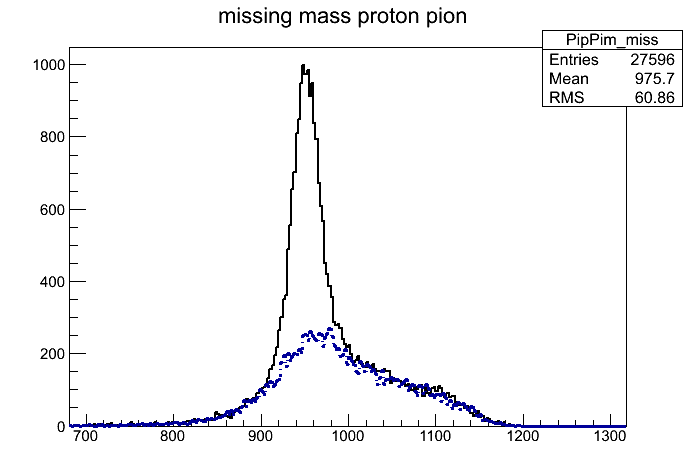 missing mass proton pion
PipPim_miss
Entries 27596
Mean 975.7
RMS 60.86
1000
800
600
400
200
0
700 800 900 1000 1100 1200 1300